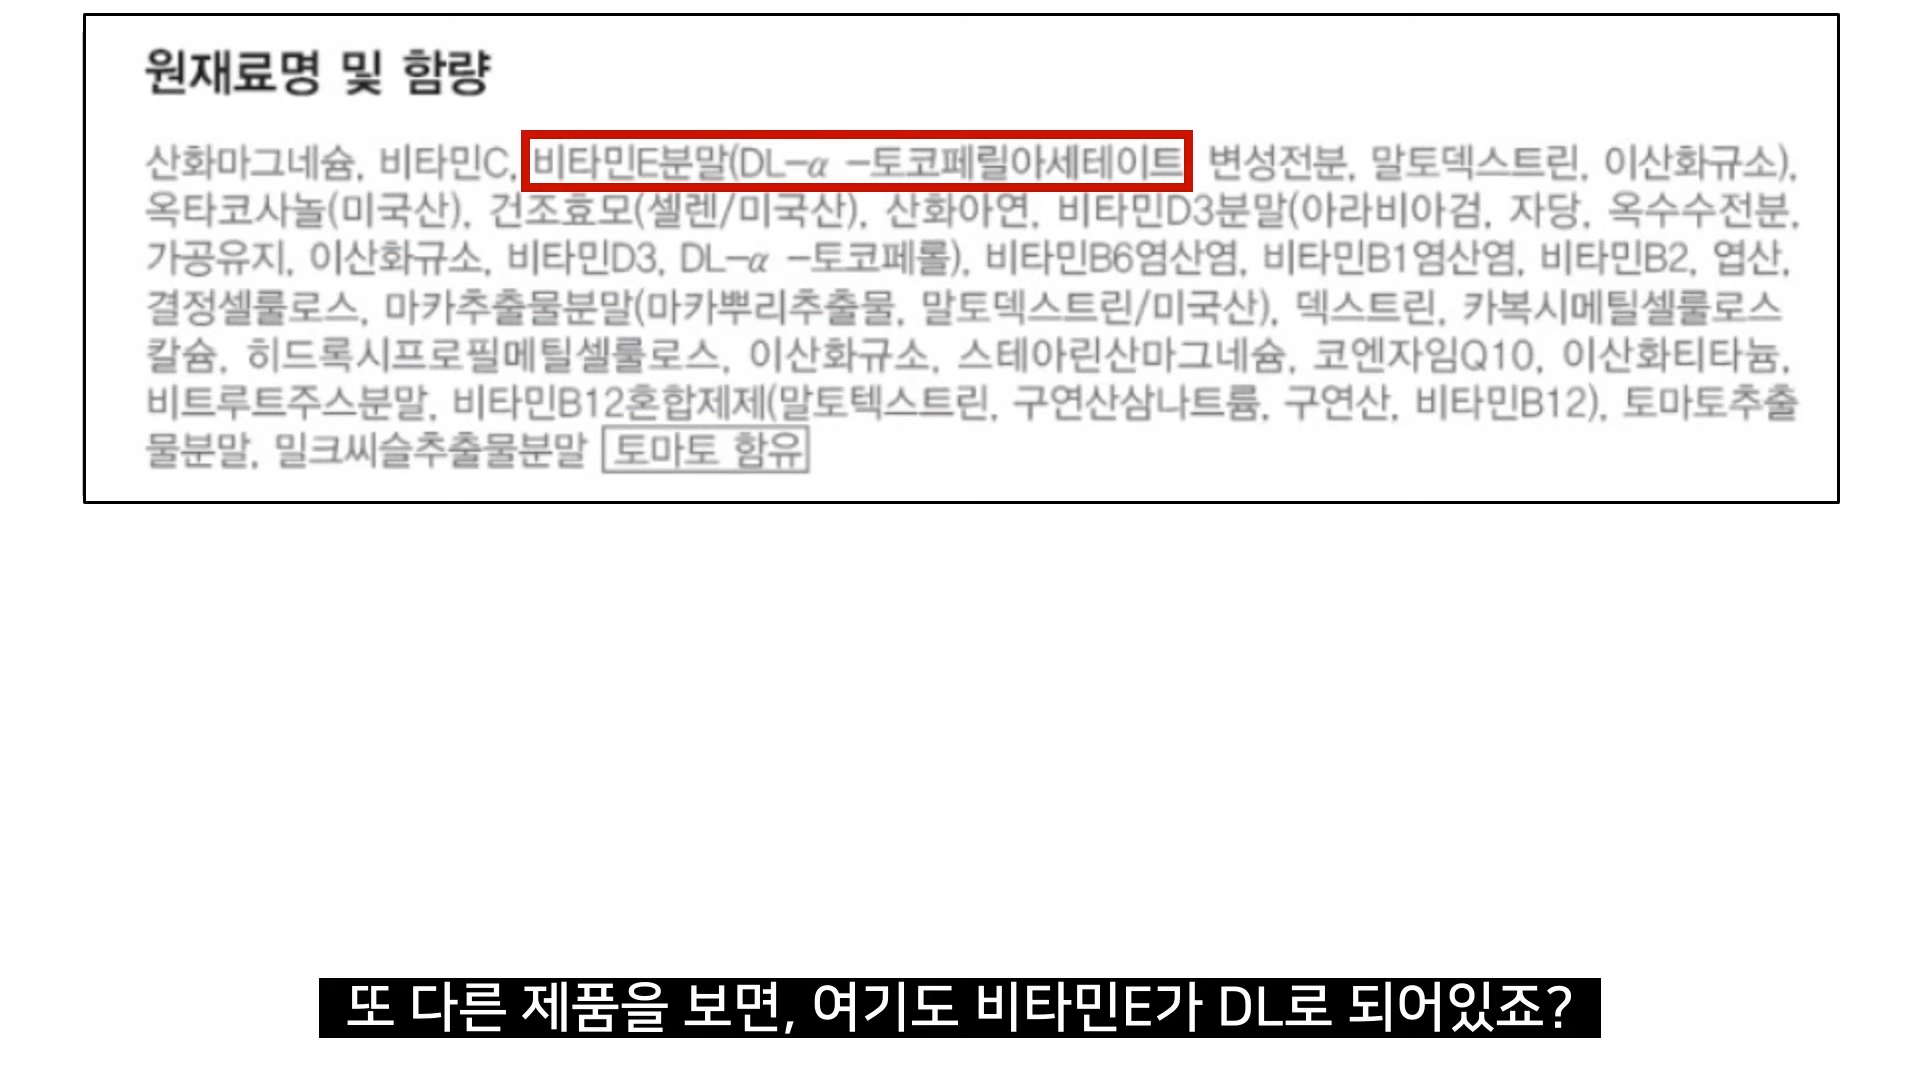 원재료명 및 함량
산화마그네슘, 비타민C, 비타민E분말(DL-α -토코페릴아세테이트 변성전분, 말토덱스트린, 이산화규소),
옥타코사놀(미국산), 건조효모(셀렌/미국산), 산화아연, 비타민D3분말(아라비아검, 자당, 옥수수전분,
가공유지, 이산화규소, 비타민D3, DL-α -토코페롤), 비타민B6염산염, 비타민B1염산염, 비타민B2, 엽산,
결정셀룰로스, 마카추출물분말(마카뿌리추출물, 말토덱스트린/미국산), 덱스트린, 카복시메틸셀룰로스
칼슘, 히드록시프로필메틸셀룰로스, 이산화규소, 스테아린산마그네슘, 코엔자임Q10, 이산화티타늄,
비트루트주스분말, 비타민B12혼합제제(말토텍스트린, 구연산삼나트륨, 구연산, 비타민B12), 토마토추출
물분말, 밀크씨슬추출물분말 토마토 함유
또 다른 제품을 보면, 여기도 비타민E가 DL로 되어있죠?